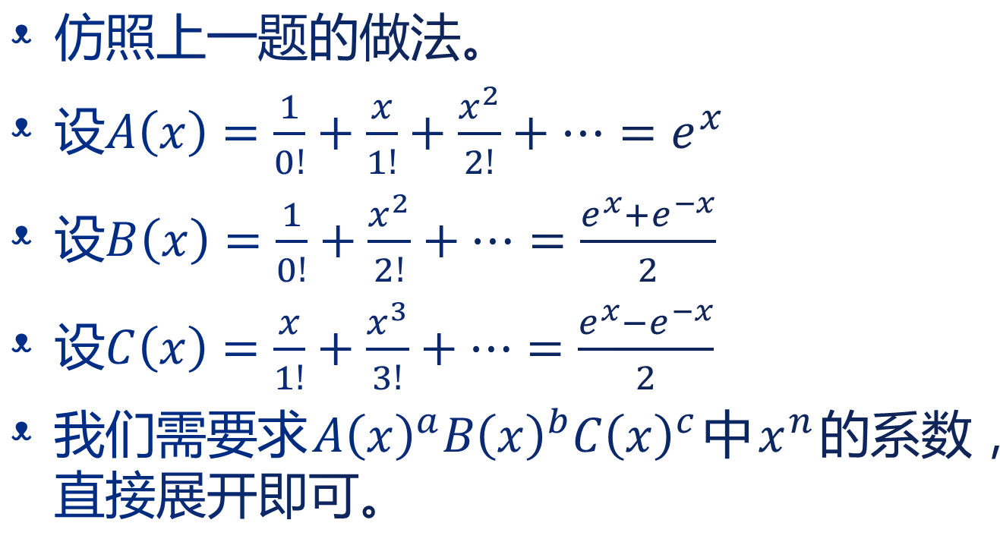 仿照上一题的做法。
设$A(x) = \frac{1}{0!} + \frac{x}{1!} + \frac{x^2}{2!} + \cdots = e^x$
设$B(x) = \frac{1}{0!} + \frac{x^2}{2!} + \cdots = \frac{e^x+e^{-x}}{2}$
设$C(x) = \frac{x}{1!} + \frac{x^3}{3!} + \cdots = \frac{e^x-e^{-x}}{2}$
我们需要求$A(x)^aB(x)^bC(x)^c$中$x^n$的系数，
直接展开即可。